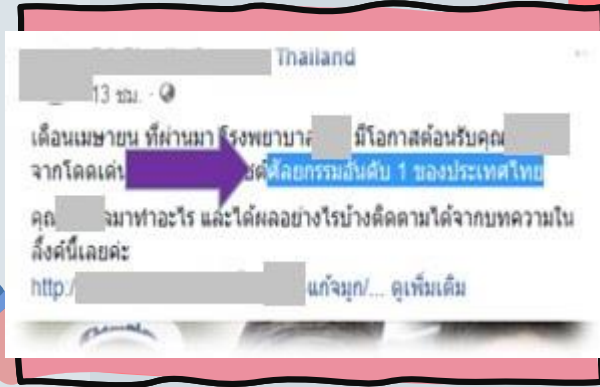 Thailand
13 ชม.
เดือนเมษายน ที่ผ่านมา โรงพยาบาล มีโอกาสต้อนรับคุณ
จากโดดเด่น ศัลยกรรมอันดับ 1 ของประเทศไทย
คุณ มาทำอะไร และได้ผลอย่างไรบ้างติดตามได้จากบทความใน
ลิ้งค์นี้เลยค่ะ
http:/ แก้จมูก/... ดูเพิ่มเติม